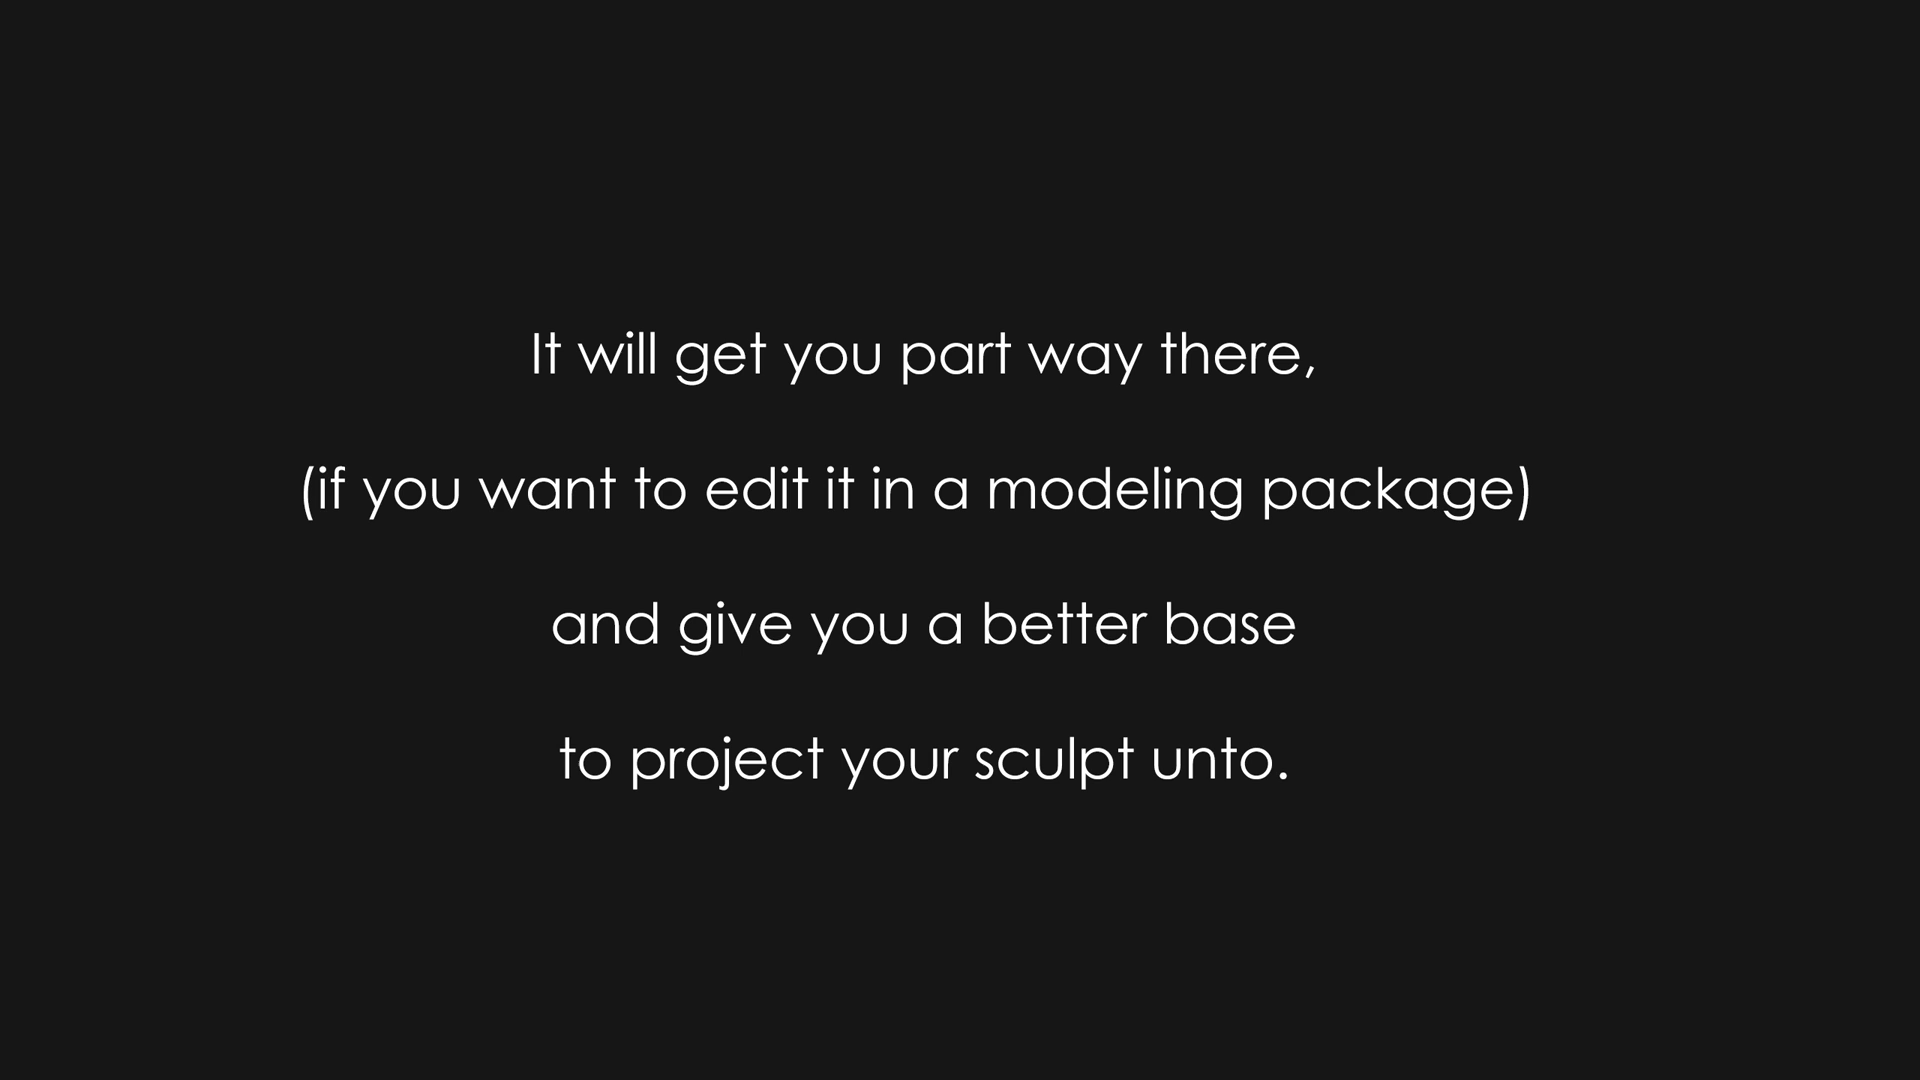 It will get you part way there,
(if you want to edit it in a modeling package)
and give you a better base
to project your sculpt unto.